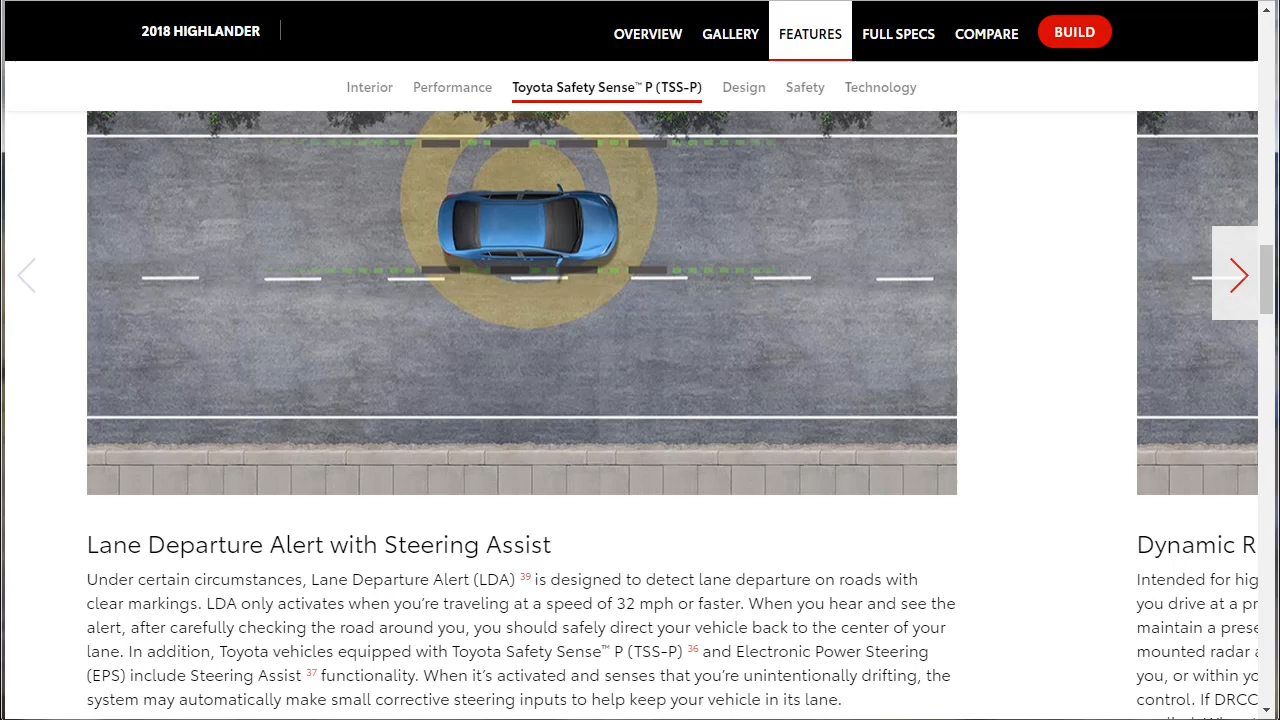 2018 HIGHLANDER
OVERVIEW GALLERY FEATURES FULL SPECS COMPARE BUILD
Interior Performance Toyota Safety Sense™ P (TSS-P) Design Safety Technology
Lane Departure Alert with Steering Assist
Under certain circumstances, Lane Departure Alert (LDA) 39 is designed to detect lane departure on roads with
clear markings. LDA only activates when you’re traveling at a speed of 32 mph or faster. When you hear and see the
alert, after carefully checking the road around you, you should safely direct your vehicle back to the center of your
lane. In addition, Toyota vehicles equipped with Toyota Safety Sense™ P (TSS-P) 36 and Electronic Power Steering
(EPS) include Steering Assist 37 functionality. When it’s activated and senses that you’re unintentionally drifting, the
system may automatically make small corrective steering inputs to help keep your vehicle in its lane.
Dynamic R
Intended for hig
you drive at a pr
maintain a prese
mounted radar
you, or within yo
control. If DRCC